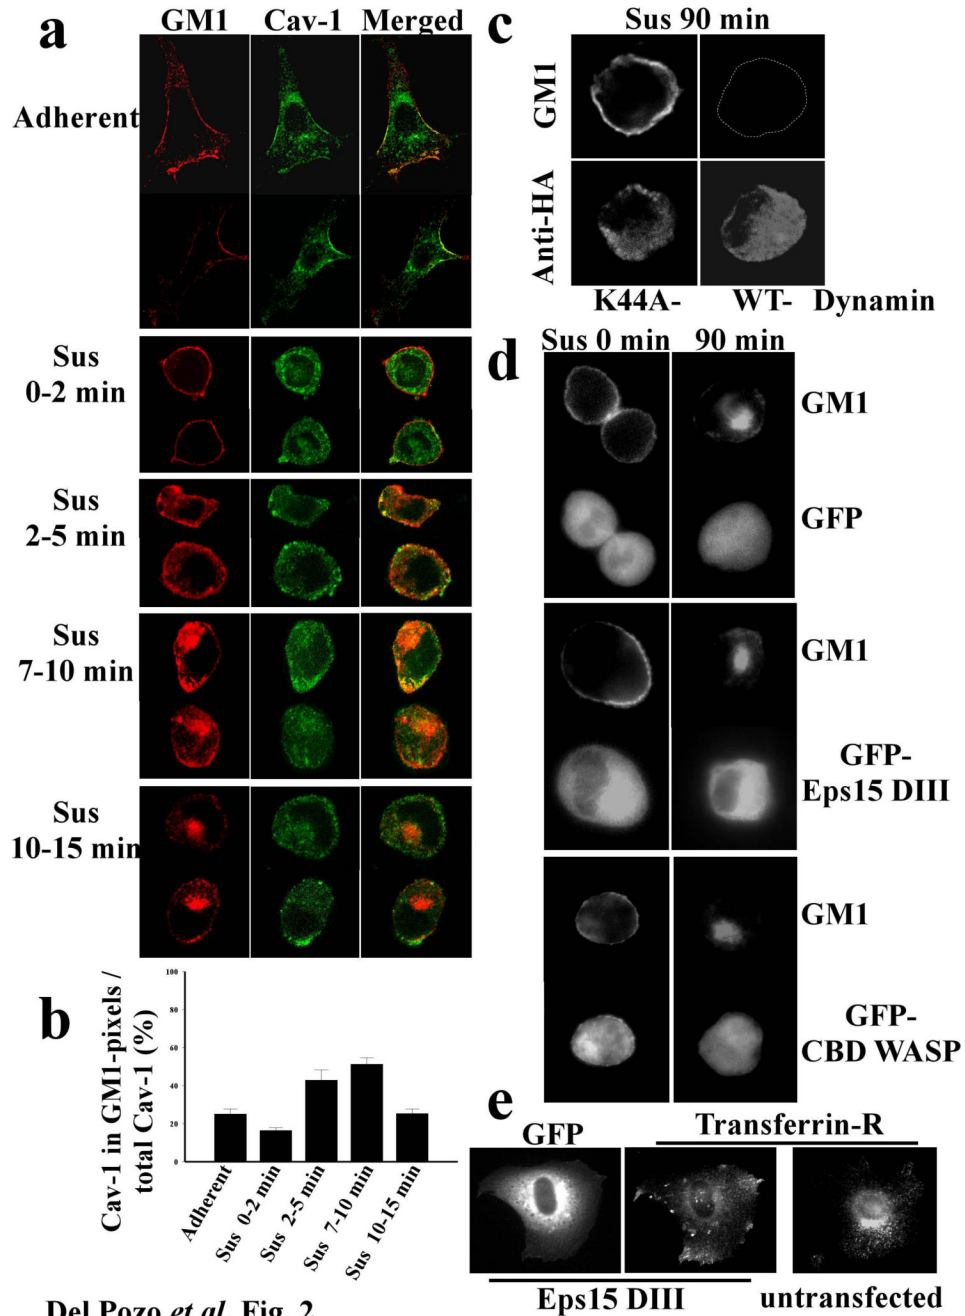 a
GM1 Cav-1 Merged
Adherent
Sus
0-2 min
Sus
2-5 min
Sus
7-10 min
Sus
10-15 min
b
Cav-1 in GM1-pixels /
total Cav-1 (%)
100
80
60
40
20
0
Adherent
Sus 0-2 min
Sus 2-5 min
Sus 7-10 min
Sus 10-15 min
c
Sus 90 min
GM1
Anti-HA
K44A- WT- Dynamin
d
Sus 0 min 90 min
GM1
GFP
GM1
GFP-
Eps15 DIII
GM1
GFP-
CBD WASP
e
GFP Transferrin-R
Eps15 DIII untransfected
Del Pozo et al. Fig. 2